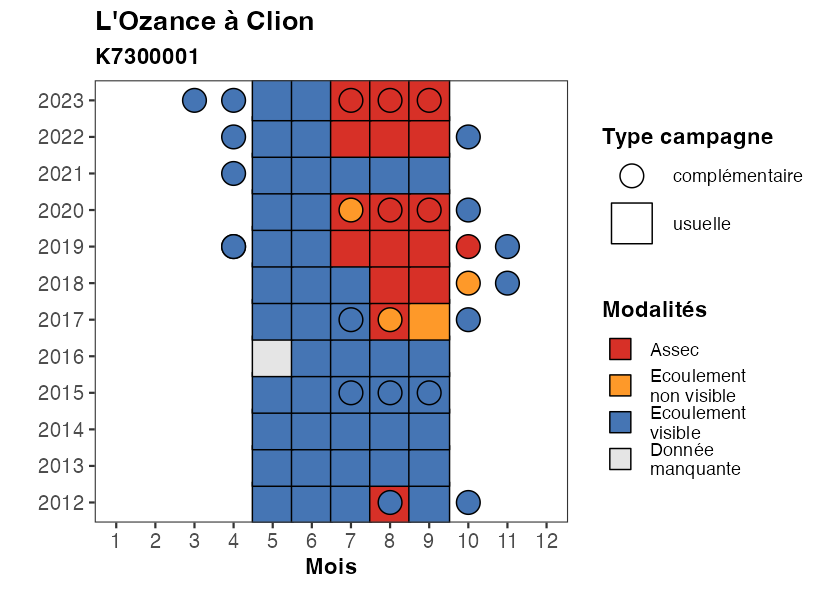 L'Ozance à Clion
K7300001
2023
2022
2021
2020
2019
2018
2017
2016
2015
2014
2013
2012
1 2 3 4 5 6 7 8 9 10 11 12
Mois
Type campagne
complémentaire
usuelle
Modalités
Assec
Ecoulement
non visible
Ecoulement
visible
Donnée
manquante